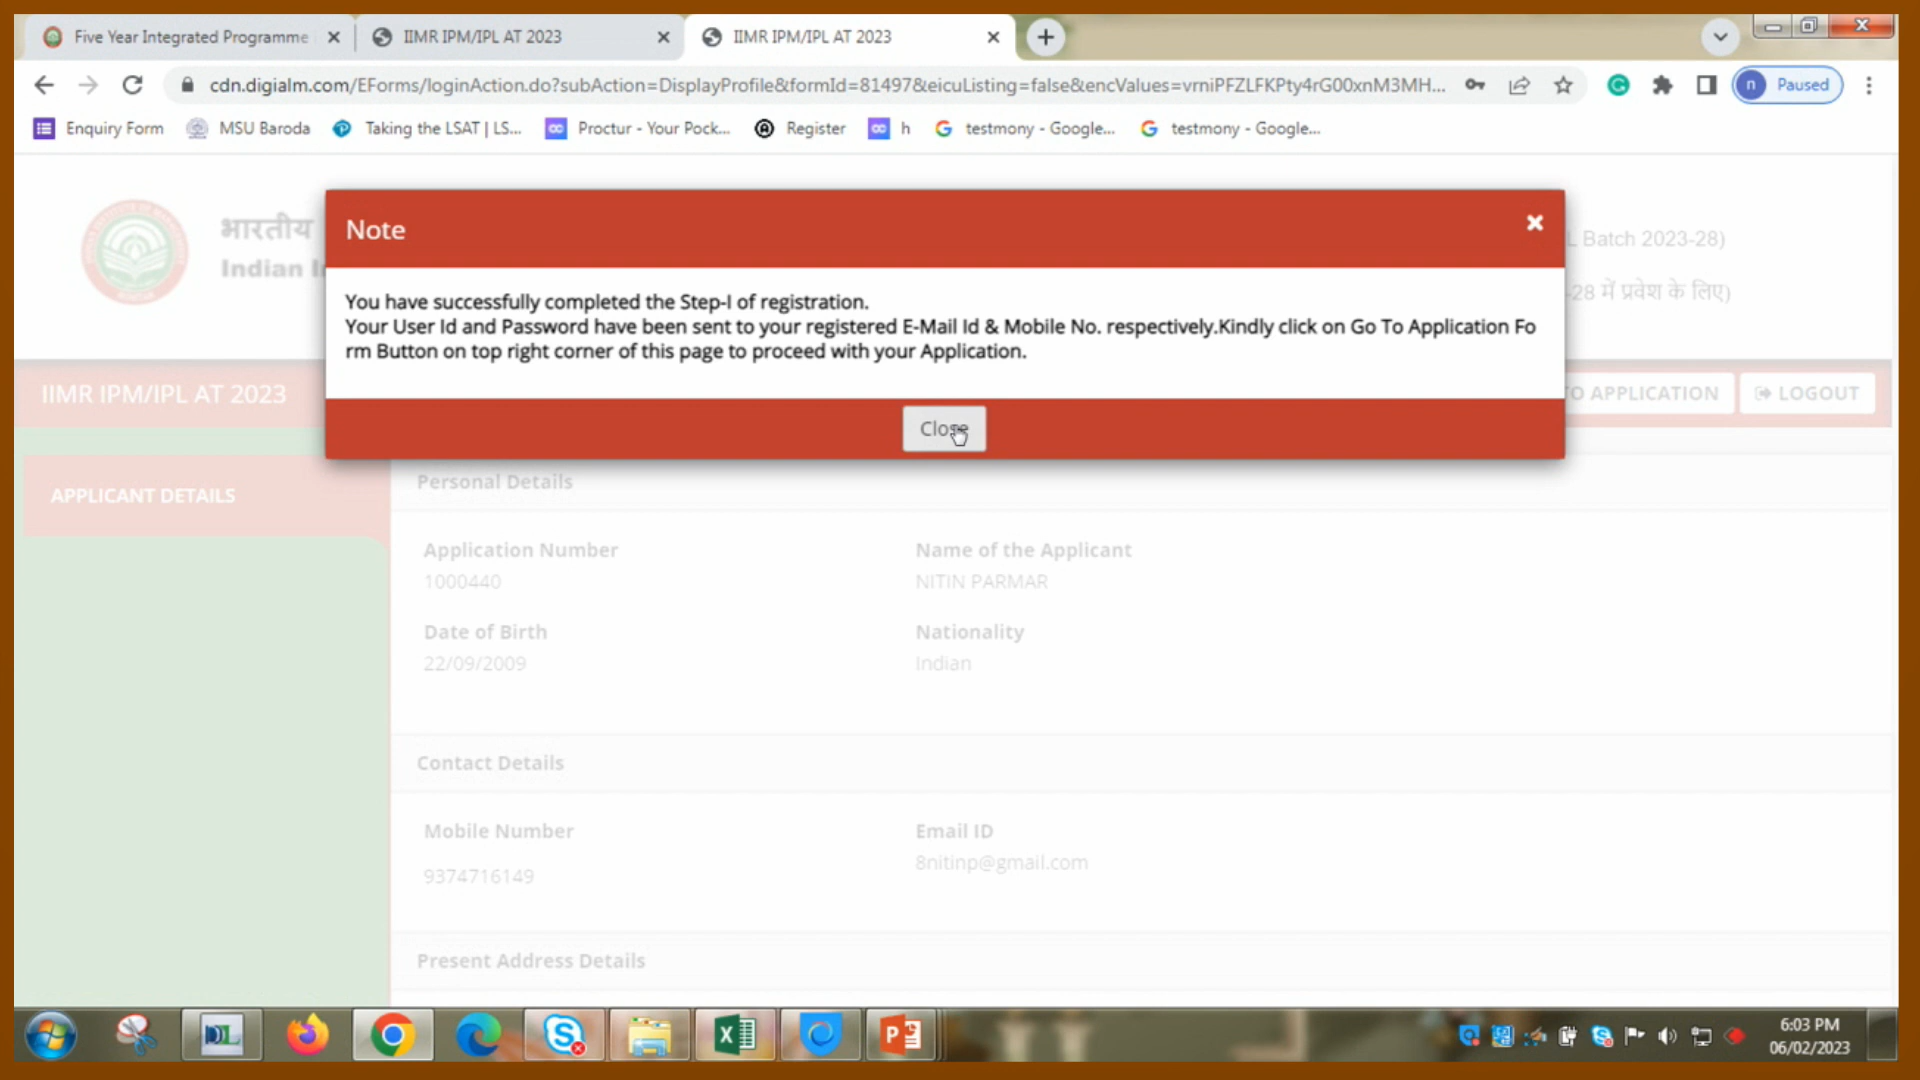 Five Year Integrated Programme
IIMR IPM/IPL AT 2023
IIMR IPM/IPL AT 2023
cdn.digialm.com/EForms/loginAction.do?subAction=DisplayProfile&formId=81497&eicuListing=false&encValues=vrniPFZLFKPty4rG00xnM3MH...
n Paused
Enquiry Form
MSU Baroda
Taking the LSAT | LS...
Proctur - Your Pock...
Register
h
testmony - Google...
testmony - Google...
भारतीय
Indian
Batch 2023-28)
-28 में प्रवेश के लिए)
Note
You have successfully completed the Step-I of registration.
Your User Id and Password have been sent to your registered E-Mail Id & Mobile No. respectively.Kindly click on Go To Application Fo
rm Button on top right corner of this page to proceed with your Application.
Close
IIMR IPM/IPL AT 2023
TO APPLICATION
LOGOUT
APPLICANT DETAILS
Personal Details
Application Number
Name of the Applicant
1000440
NITIN PARMAR
Date of Birth
Nationality
22/09/2009
Indian
Contact Details
Mobile Number
Email ID
9374716149
8nitinp@gmail.com
Present Address Details
6:03 PM
06/02/2023